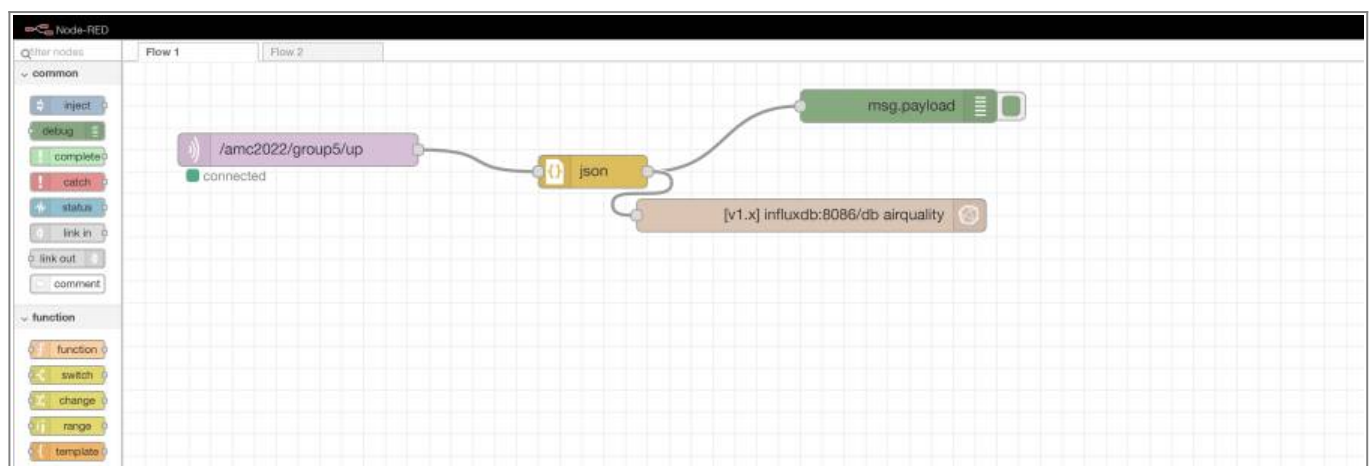 Node-RED
filter nodes
Flow 1
Flow 2
common
inject
debug
complete
catch
status
link in
link out
comment
function
function
switch
change
range
template
/amc2022/group5/up
connected
json
msg.payload
[v1.x] influxdb:8086/db airquality